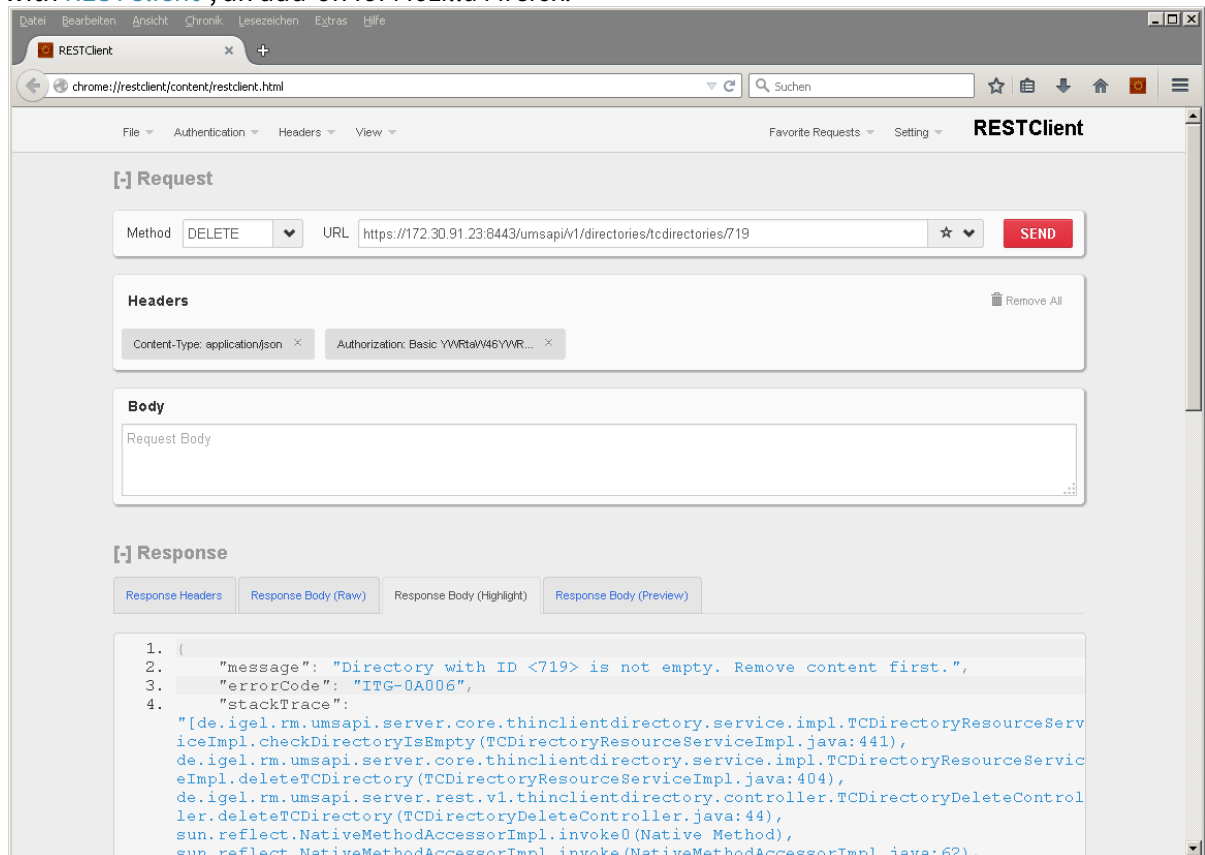 Datei Bearbeiten Ansicht Chronik Lesezeichen Extras Hilfe
RESTClient × +
chrome://restclient/content/restclient.html Suchen
File Authentication Headers View Favorite Requests Setting RESTClient
[-] Request
Method DELETE URL https://172.30.91.23:8443/umsapi/v1/directories/tcdirectories/719 SEND
Headers Remove All
Content-Type: application/json × Authorization: Basic YWRtaW46YWR... ×
Body
Request Body
[-] Response
Response Headers Response Body (Raw) Response Body (Highlight) Response Body (Preview)
1. {
2. "message": "Directory with ID <719> is not empty. Remove content first.",
3. "errorCode": "ITG-0A006",
4. "stackTrace":
"[de.igel.rm.umsapi.server.core.thinclientdirectory.service.impl.TCDirectoryResourceServ
iceImpl.checkDirectoryIsEmpty(TCDirectoryResourceServiceImpl.java:441),
de.igel.rm.umsapi.server.core.thinclientdirectory.service.impl.TCDirectoryResourceServic
eImpl.deleteTCDirectory(TCDirectoryResourceServiceImpl.java:404),
de.igel.rm.umsapi.server.rest.v1.thinclientdirectory.controller.TCDirectoryDeleteControl
ler.deleteTCDirectory(TCDirectoryDeleteController.java:44),
sun.reflect.NativeMethodAccessorImpl.invoke0(Native Method),
sun.reflect.NativeMethodAccessorImpl.invoke(NativeMethodAccessorImpl.java:62),